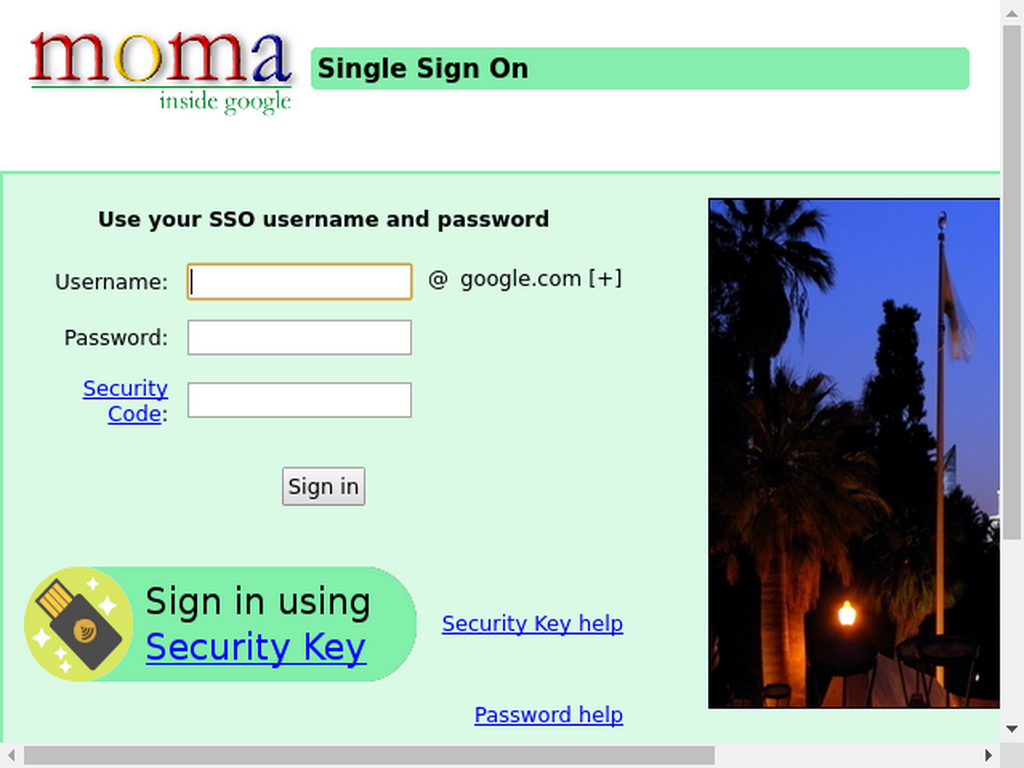 moma
inside google
Single Sign On
Use your SSO username and password
Username:
@ google.com [+]
Password:
Security
Code:
Sign in
Sign in using
Security Key
Security Key help
Password help